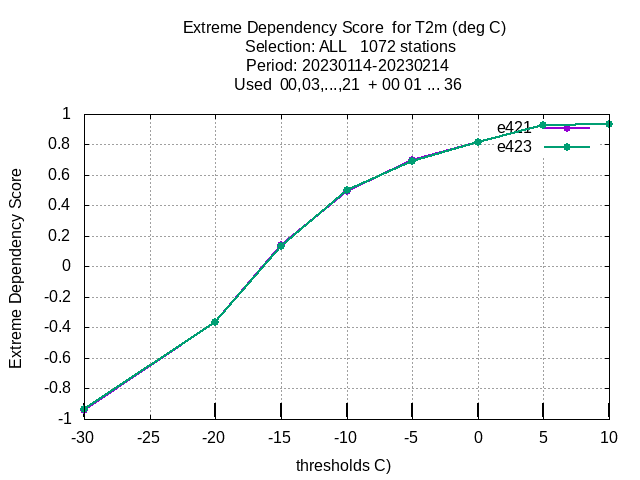 Extreme Dependency Score  for T2m (deg C)
Selection: ALL   1072 stations
Period: 20230114-20230214
Used  00,03,...,21  + 00 01 ... 36
Extreme Dependency Score
1
0.8
0.6
0.4
0.2
0
-0.2
-0.4
-0.6
-0.8
-1
e421
e423
-30
-25
-20
-15
-10
-5
0
5
10
thresholds C)